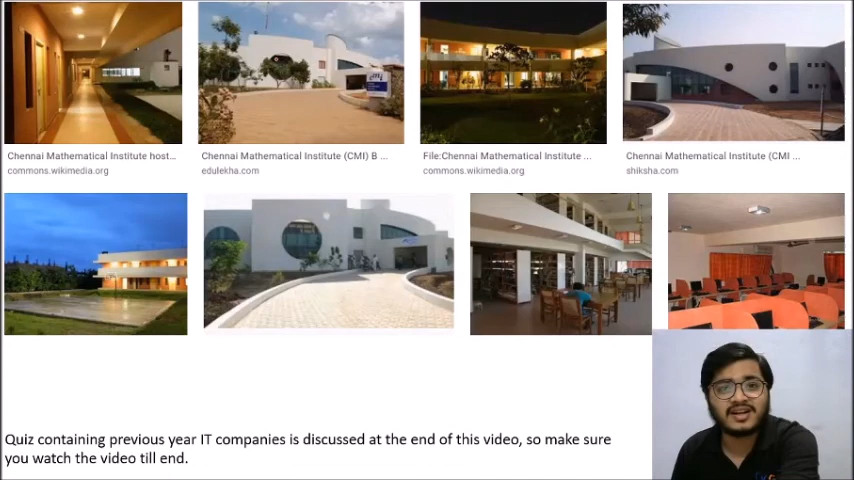 Chennai Mathematical Institute host...
commons.wikimedia.org
Chennai Mathematical Institute (CMI) B ...
edulekha.com
File:Chennai Mathematical Institute ...
commons.wikimedia.org
Chennai Mathematical Institute (CMI ...
shiksha.com
Quiz containing previous year IT companies is discussed at the end of this video, so make sure
you watch the video till end.